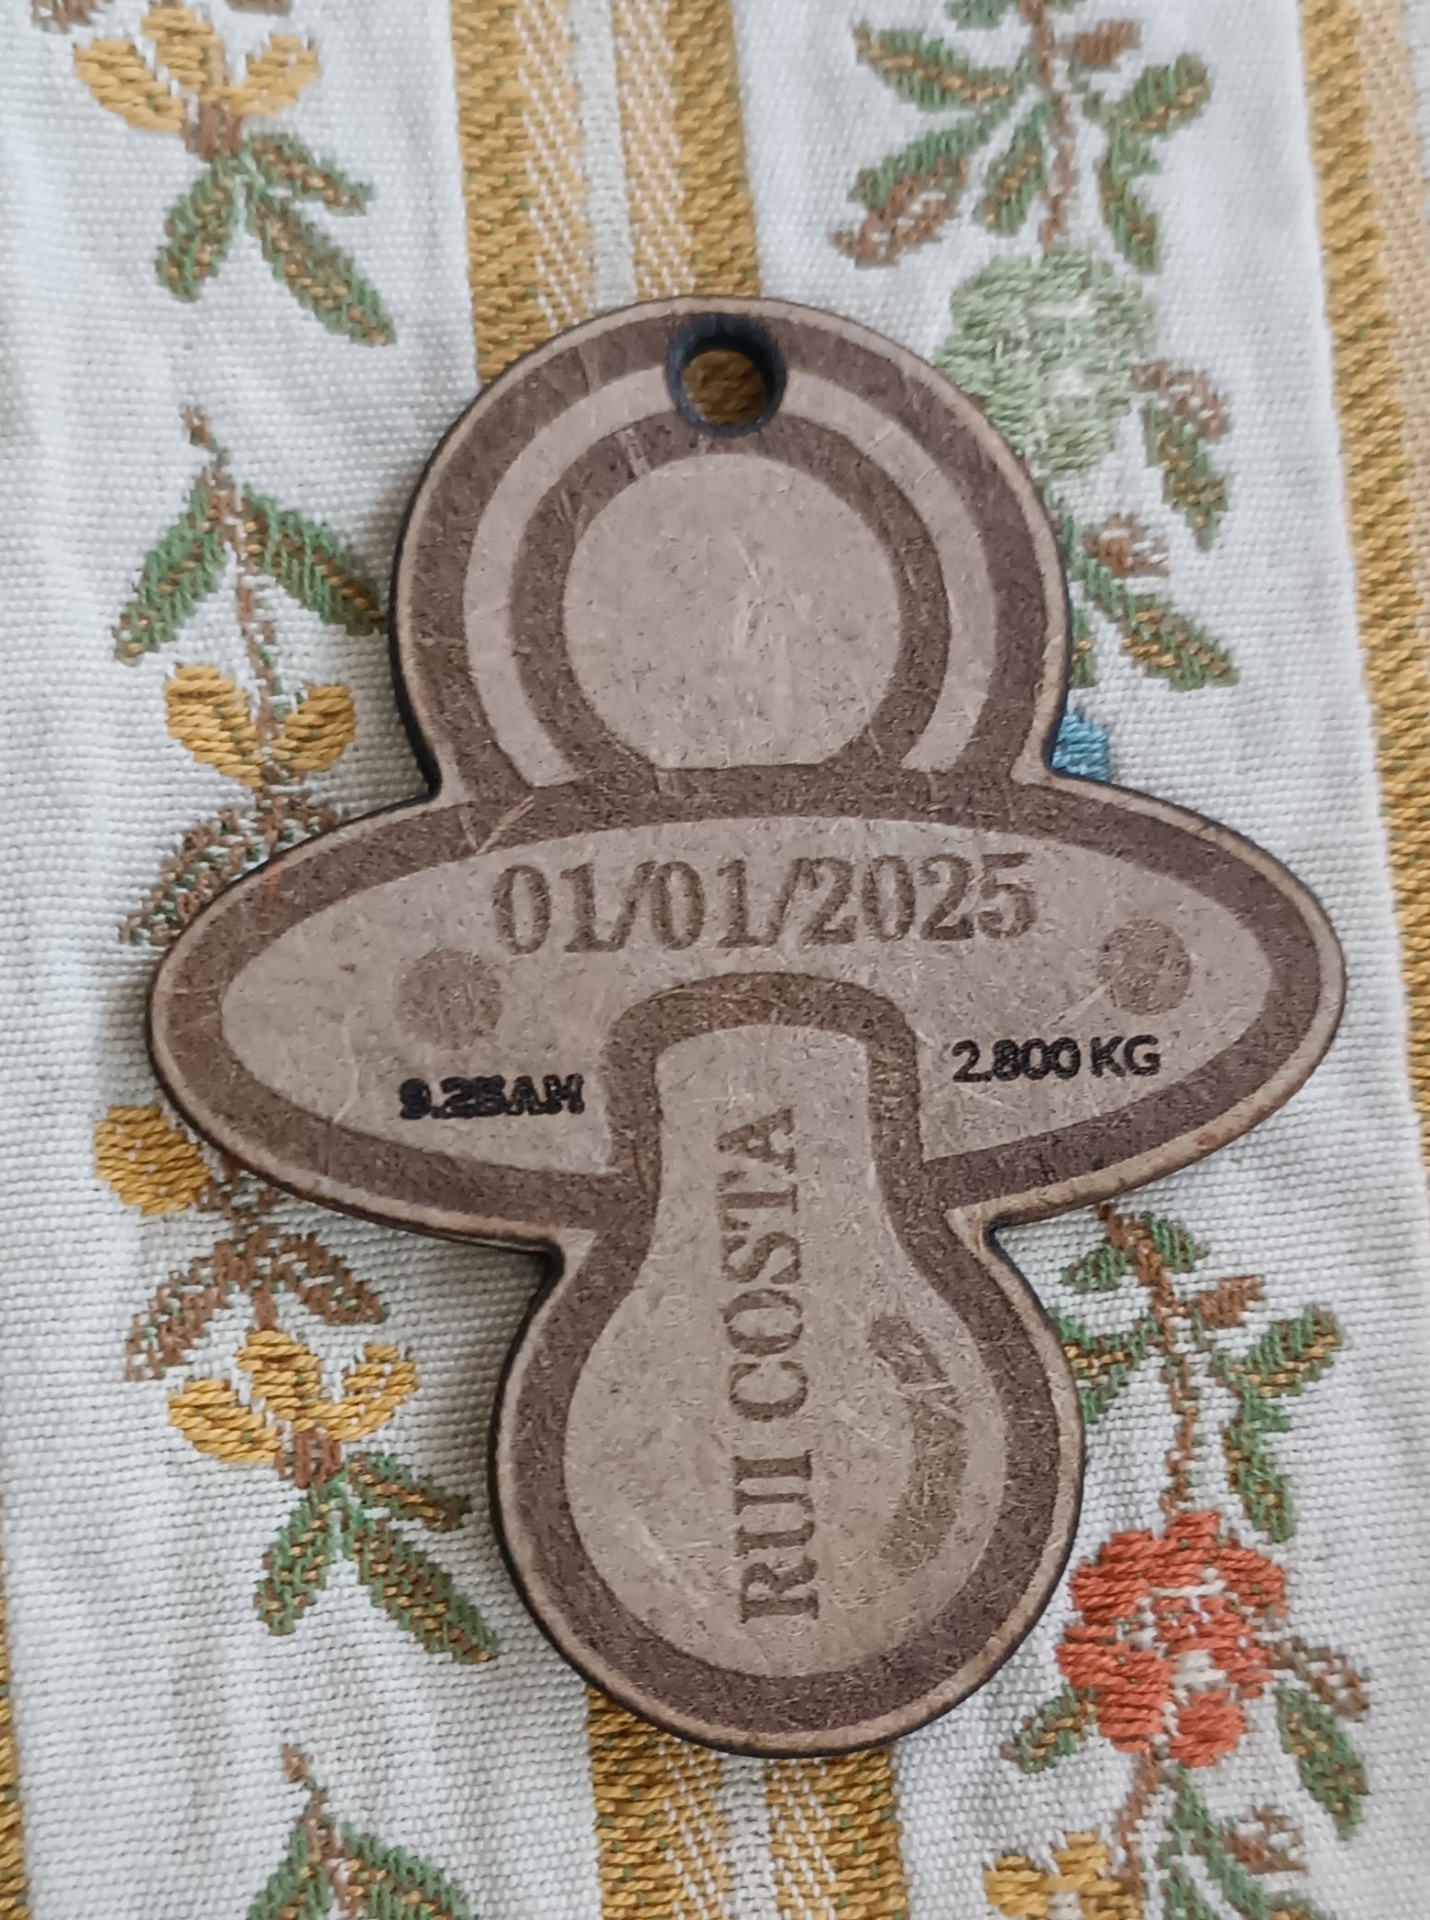 01/01/2025
9.25AM
2.800 KG
RUI COSTA